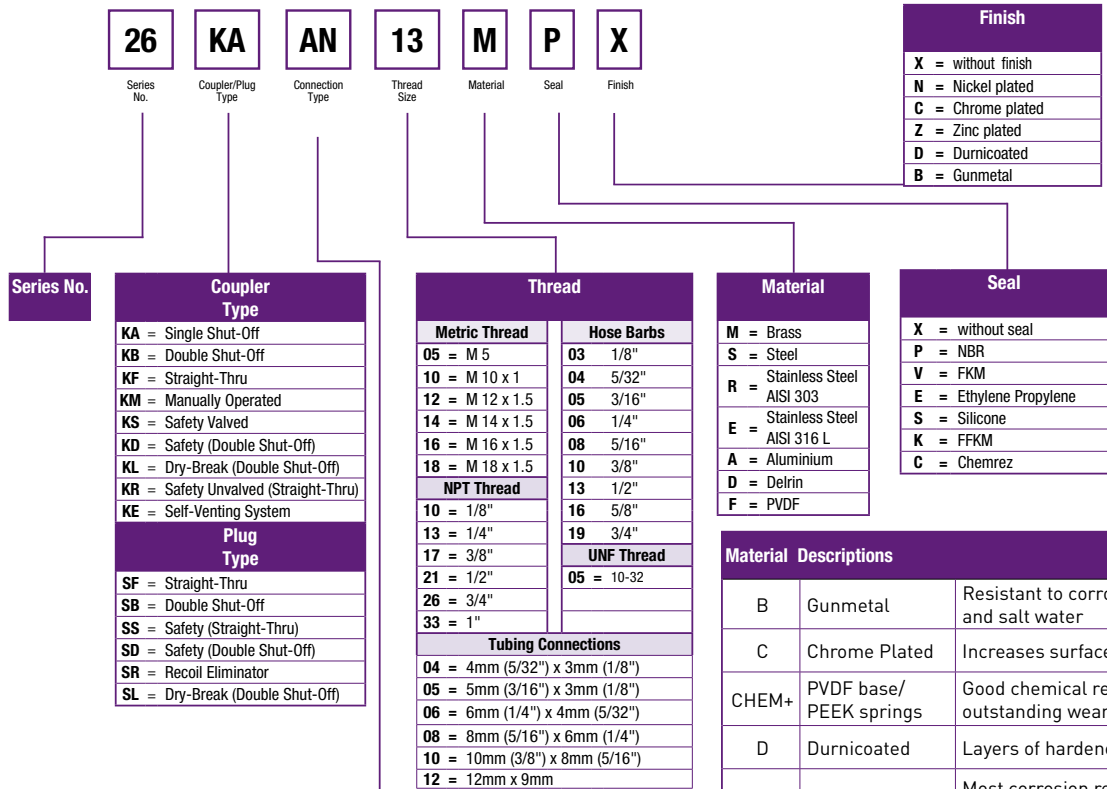 26 KA AN 13 M P X
Series No.
Coupler/Plug Type
Connection Type
Thread Size
Material
Seal
Finish
Finish
X = without finish
N = Nickel plated
C = Chrome plated
Z = Zinc plated
D = Durnicoated
B = Gunmetal
Series No.
Coupler
Type
KA = Single Shut-Off
KB = Double Shut-Off
KF = Straight-Thru
KM = Manually Operated
KS = Safety Valved
KD = Safety (Double Shut-Off)
KL = Dry-Break (Double Shut-Off)
KR = Safety Unvalved (Straight-Thru)
KE = Self-Venting System
Plug
Type
SF = Straight-Thru
SB = Double Shut-Off
SS = Safety (Straight-Thru)
SD = Safety (Double Shut-Off)
SR = Recoil Eliminator
SL = Dry-Break (Double Shut-Off)
Thread
Metric Thread
05 = M 5
10 = M 10 x 1
12 = M 12 x 1.5
14 = M 14 x 1.5
16 = M 16 x 1.5
18 = M 18 x 1.5
NPT Thread
10 = 1/8"
13 = 1/4"
17 = 3/8"
21 = 1/2"
26 = 3/4"
33 = 1"
Hose Barbs
03 1/8"
04 5/32"
05 3/16"
06 1/4"
08 5/16"
10 3/8"
13 1/2"
16 5/8"
19 3/4"
UNF Thread
05 = 10-32
Tubing Connections
04 = 4mm (5/32") x 3mm (1/8")
05 = 5mm (3/16") x 3mm (1/8")
06 = 6mm (1/4") x 4mm (5/32")
08 = 8mm (5/16") x 6mm (1/4")
10 = 10mm (3/8") x 8mm (5/16")
12 = 12mm x 9mm
Material
M = Brass
S = Steel
R = Stainless Steel
AISI 303
E = Stainless Steel
AISI 316 L
A = Aluminium
D = Delrin
F = PVDF
Seal
X = without seal
P = NBR
V = FKM
E = Ethylene Propylene
S = Silicone
K = FFKM
C = Chemrez
Material Descriptions
B Gunmetal Resistant to corro
and salt water
C Chrome Plated Increases surface
CHEM+ PVDF base/
PEEK springs
Good chemical re
outstanding wear
D Durnicoated Layers of hardene